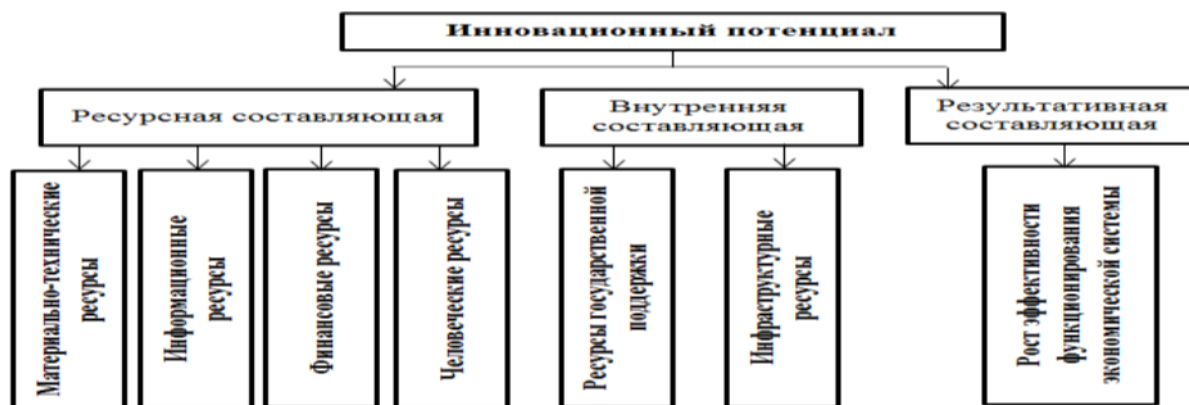 Инновационный потенциал
Ресурсная составляющая
Внутренняя
составляющая
Результативная
составляющая
Материально-технические
ресурсы
Информационные
ресурсы
Финансовые ресурсы
Человеческие ресурсы
Ресурсы государственной
поддержки
Инфраструктурные
ресурсы
Рост эффективности
функционирования
экономической системы